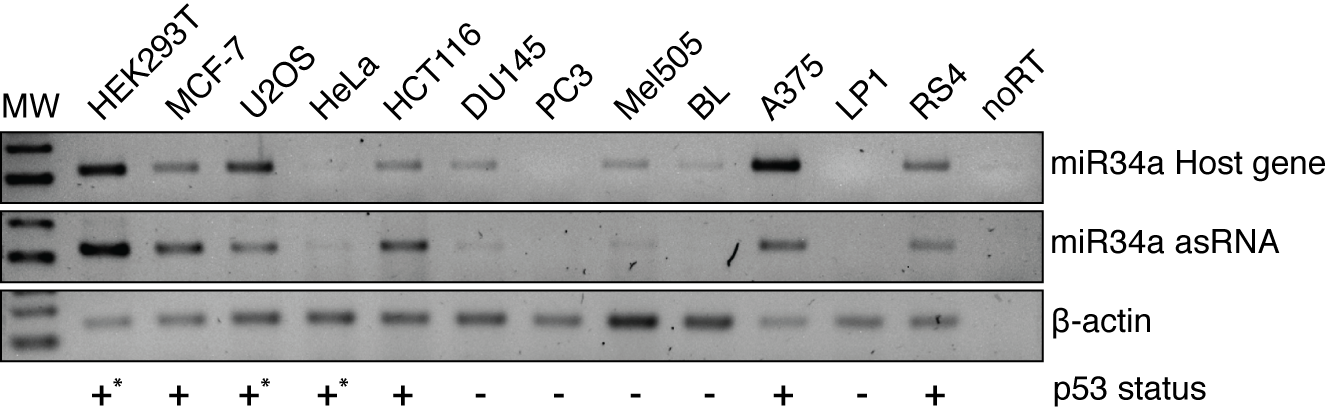 MW HEK293T MCF-7 U2OS HeLa HCT116 DU145 PC3 Mel505 BL A375 LP1 RS4 noRT
miR34a Host gene
miR34a asRNA
β-actin
+* + +* +* + - - - - + - + p53 status